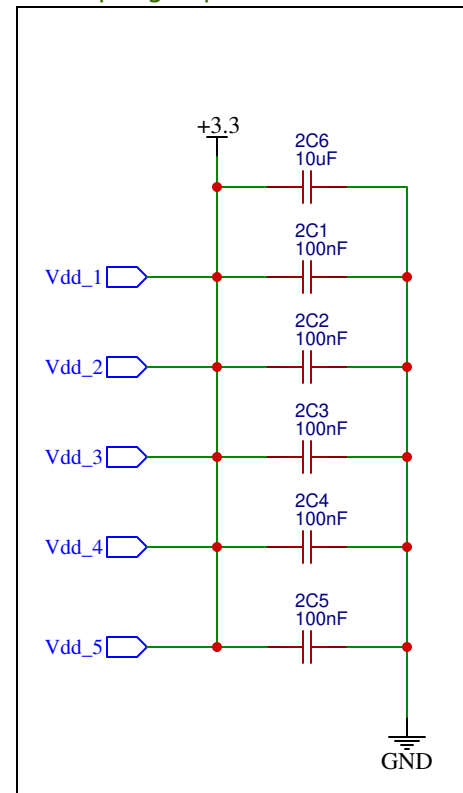 +3.3
2C6
10uF
2C1
100nF
Vdd_1
2C2
100nF
Vdd_2
2C3
100nF
Vdd_3
2C4
100nF
Vdd_4
2C5
100nF
Vdd_5
GND